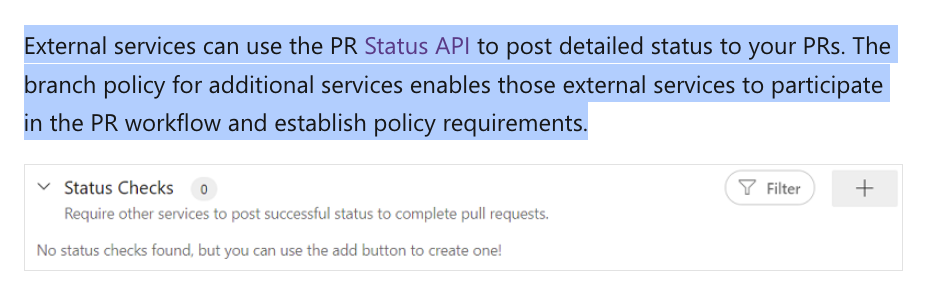 External services can use the PR Status API to post detailed status to your PRs. The
branch policy for additional services enables those external services to participate
in the PR workflow and establish policy requirements.
Status Checks 0 Filter +
Require other services to post successful status to complete pull requests.
No status checks found, but you can use the add button to create one!